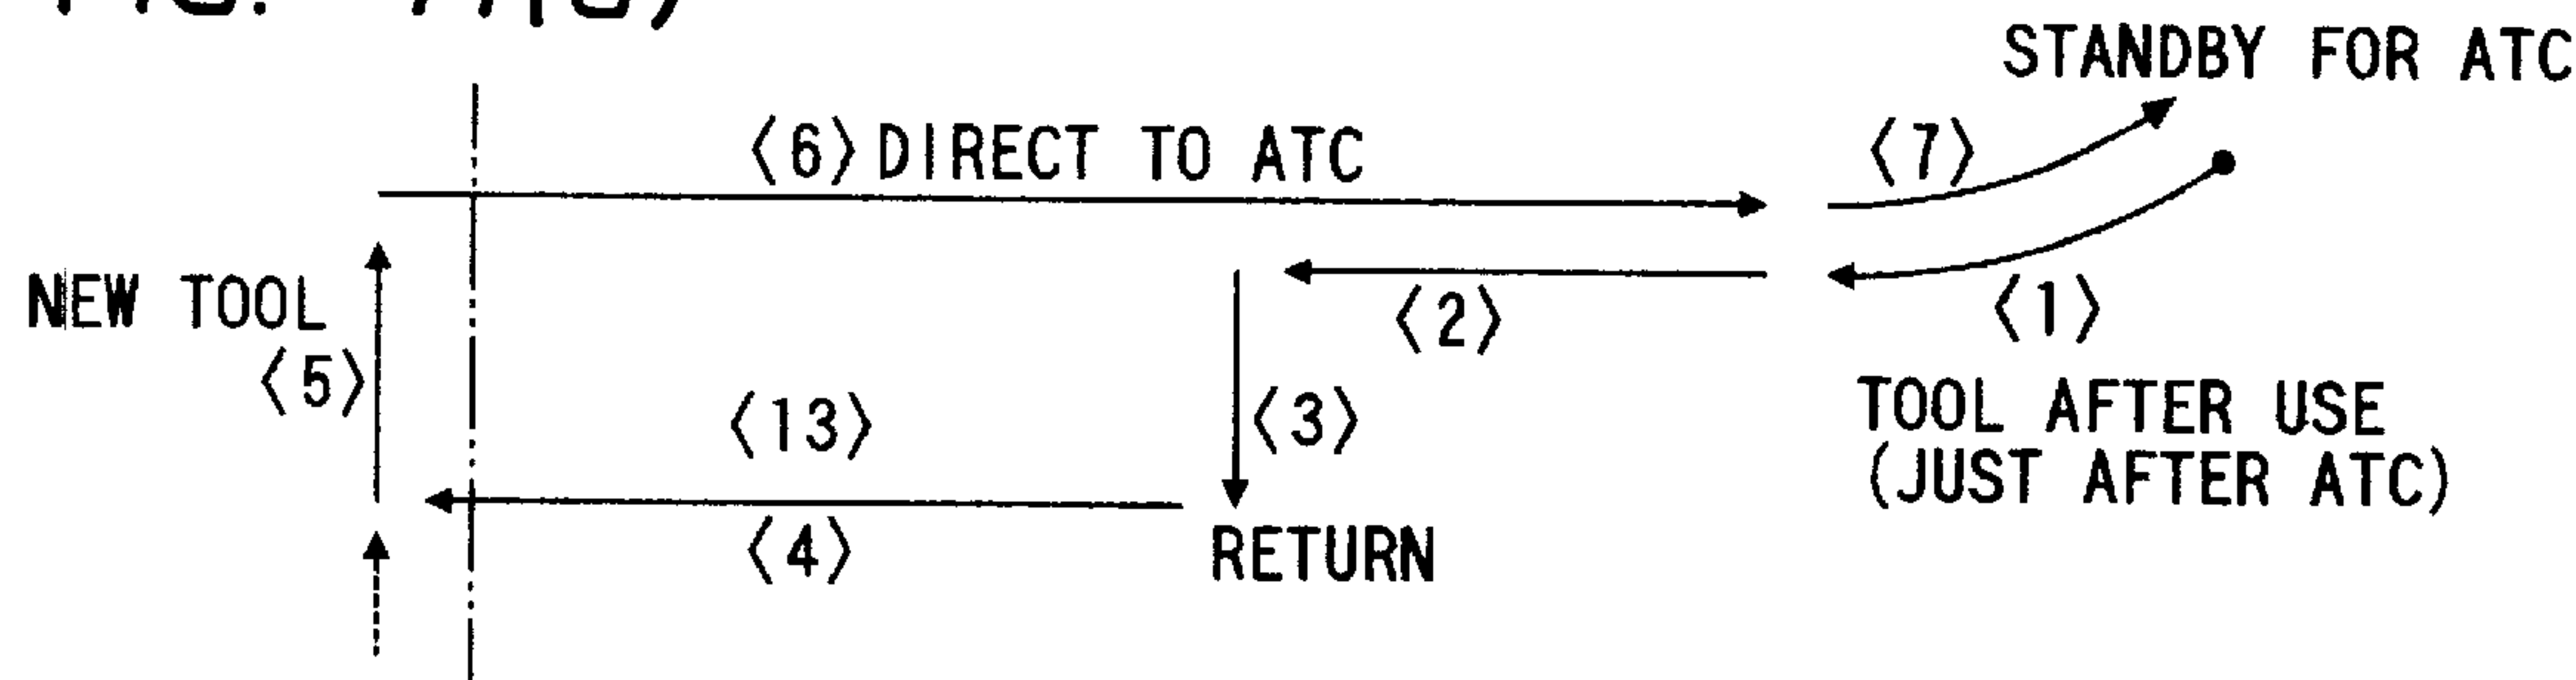 STANDBY FOR ATC
〈6〉DIRECT TO ATC
〈7〉
NEW TOOL
〈2〉
〈1〉
〈5〉
〈13〉
〈3〉
TOOL AFTER USE
(JUST AFTER ATC)
〈4〉
RETURN